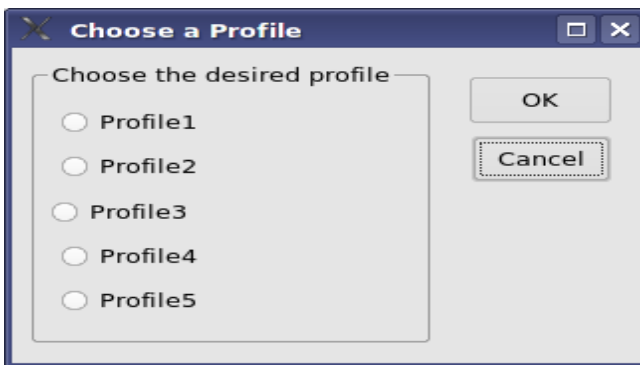 Choose a Profile
Choose the desired profile
Profile1
Profile2
Profile3
Profile4
Profile5
OK
Cancel